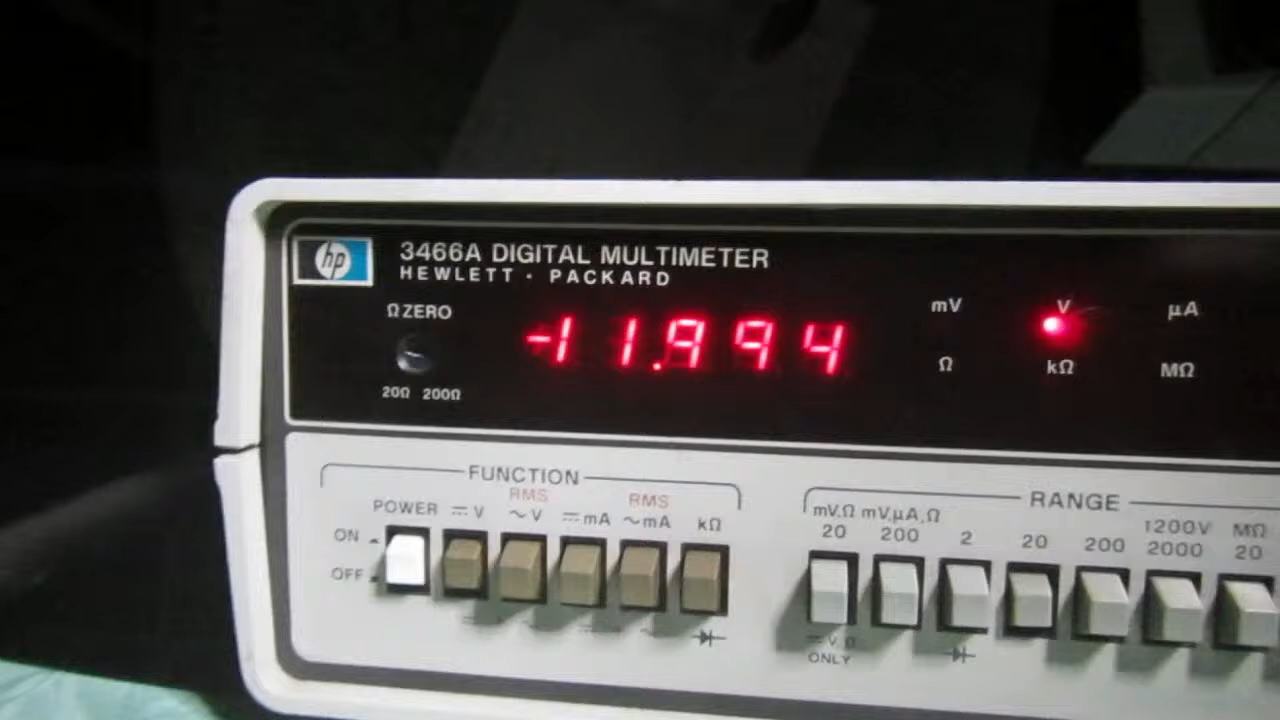 hp
3466A DIGITAL MULTIMETER
HEWLETT · PACKARD
Ω ZERO
20Ω 200Ω
-11.994
mV V μA
Ω kΩ MΩ
FUNCTION
RMS RMS
POWER ⎓V ~V ⎓mA ~mA kΩ
ON
OFF
RANGE
mV,Ω mV,μA,Ω 1200V MΩ
20 200 2 20 200 2000 20
⎓V Ω
ONLY